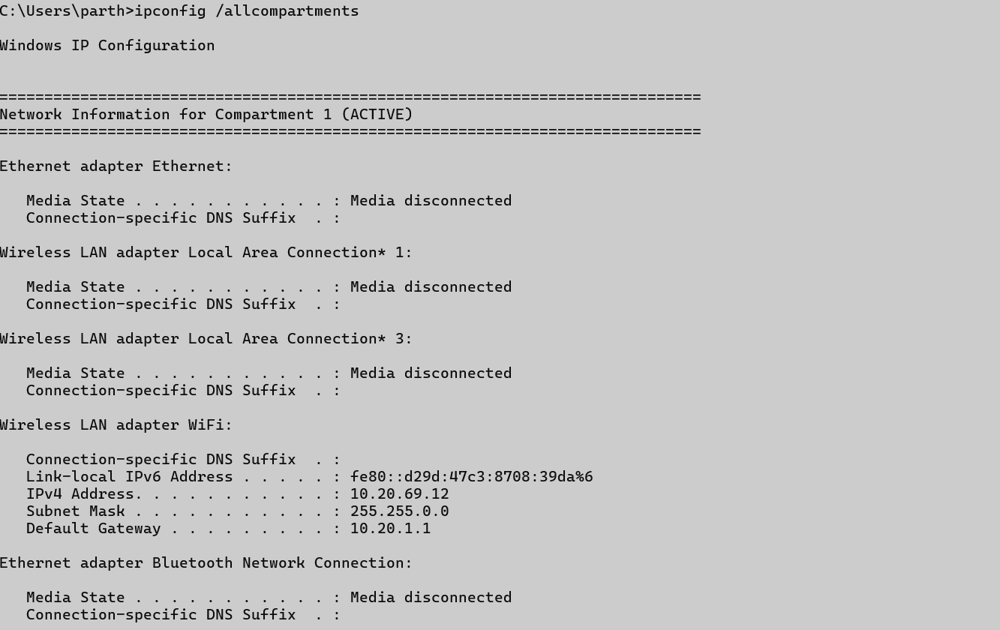 C:\Users\parth>ipconfig /allcompartments
Windows IP Configuration
==============================================================================
Network Information for Compartment 1 (ACTIVE)
==============================================================================
Ethernet adapter Ethernet:
   Media State . . . . . . . . . . . : Media disconnected
   Connection-specific DNS Suffix  . :
Wireless LAN adapter Local Area Connection* 1:
   Media State . . . . . . . . . . . : Media disconnected
   Connection-specific DNS Suffix  . :
Wireless LAN adapter Local Area Connection* 3:
   Media State . . . . . . . . . . . : Media disconnected
   Connection-specific DNS Suffix  . :
Wireless LAN adapter WiFi:
   Connection-specific DNS Suffix  . :
   Link-local IPv6 Address . . . . . : fe80::d29d:47c3:8708:39da%6
   IPv4 Address. . . . . . . . . . . : 10.20.69.12
   Subnet Mask . . . . . . . . . . . : 255.255.0.0
   Default Gateway . . . . . . . . . : 10.20.1.1
Ethernet adapter Bluetooth Network Connection:
   Media State . . . . . . . . . . . : Media disconnected
   Connection-specific DNS Suffix  . :